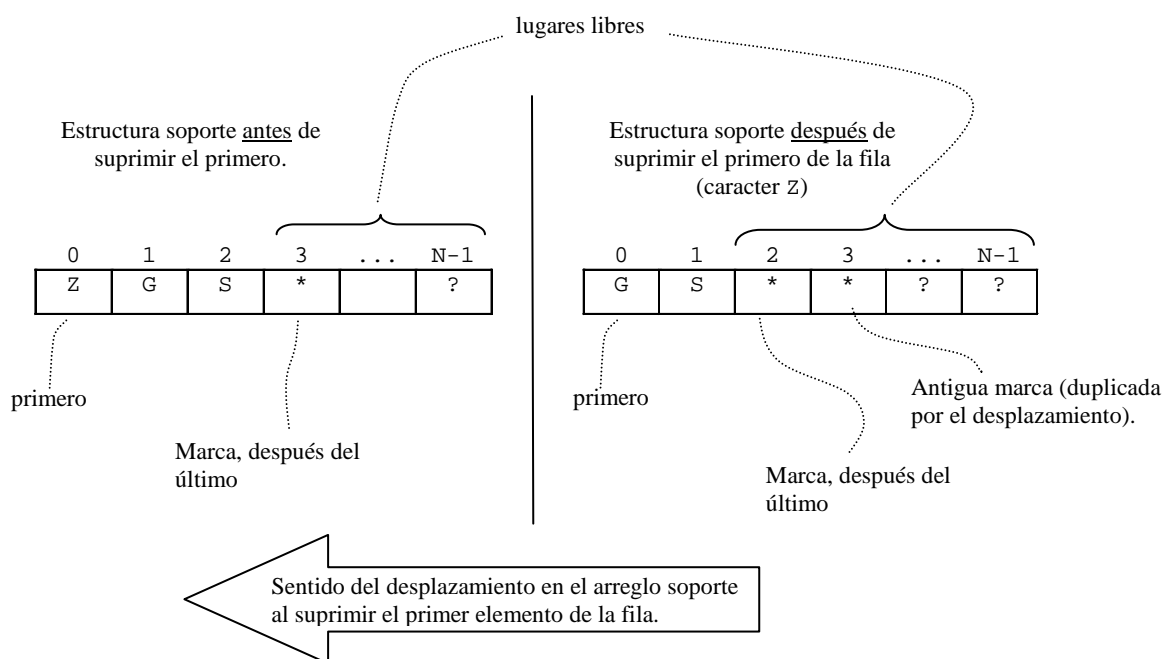 lugares libres
Estructura soporte antes de
suprimir el primero.
0 1 2 3 ... N-1
Z G S * ?
primero
Marca, después del
último
Estructura soporte después de
suprimir el primero de la fila
(caracter Z)
0 1 2 3 ... N-1
G S * * ? ?
primero
Antigua marca (duplicada
por el desplazamiento).
Marca, después del
último
Sentido del desplazamiento en el arreglo soporte
al suprimir el primer elemento de la fila.